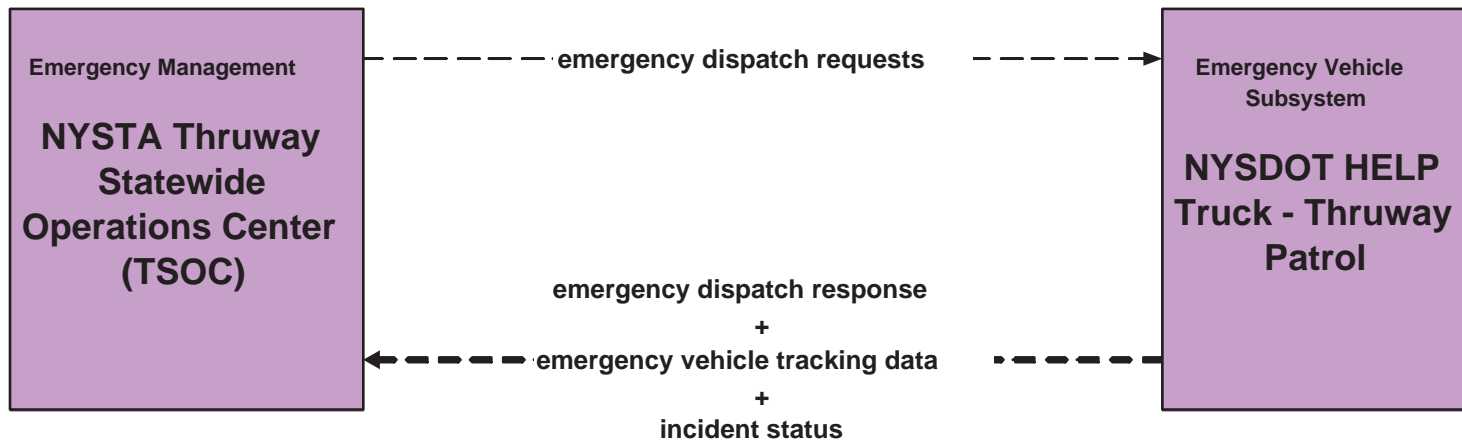 Emergency Management
NYSTA Thruway
Statewide
Operations Center
(TSOC)
emergency dispatch requests
emergency dispatch response
+
emergency vehicle tracking data
+
incident status
Emergency Vehicle
Subsystem
NYSDOT HELP
Truck - Thruway
Patrol